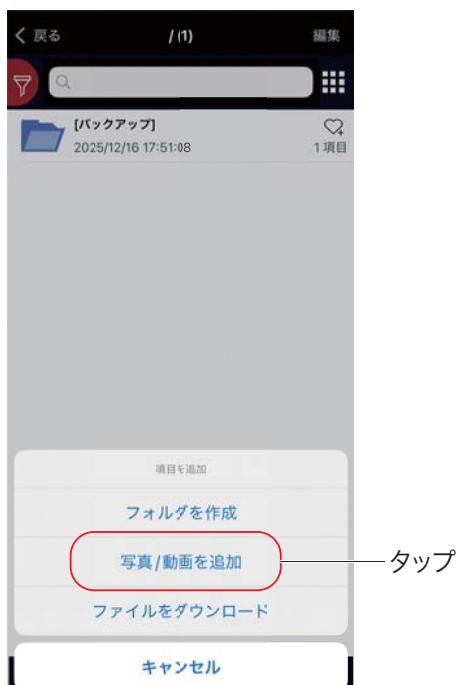 戻る
/ (1)
編集
[バックアップ]
2025/12/16 17:51:08
1 項目
項目を追加
フォルダを作成
写真/動画を追加
タップ
ファイルをダウンロード
キャンセル